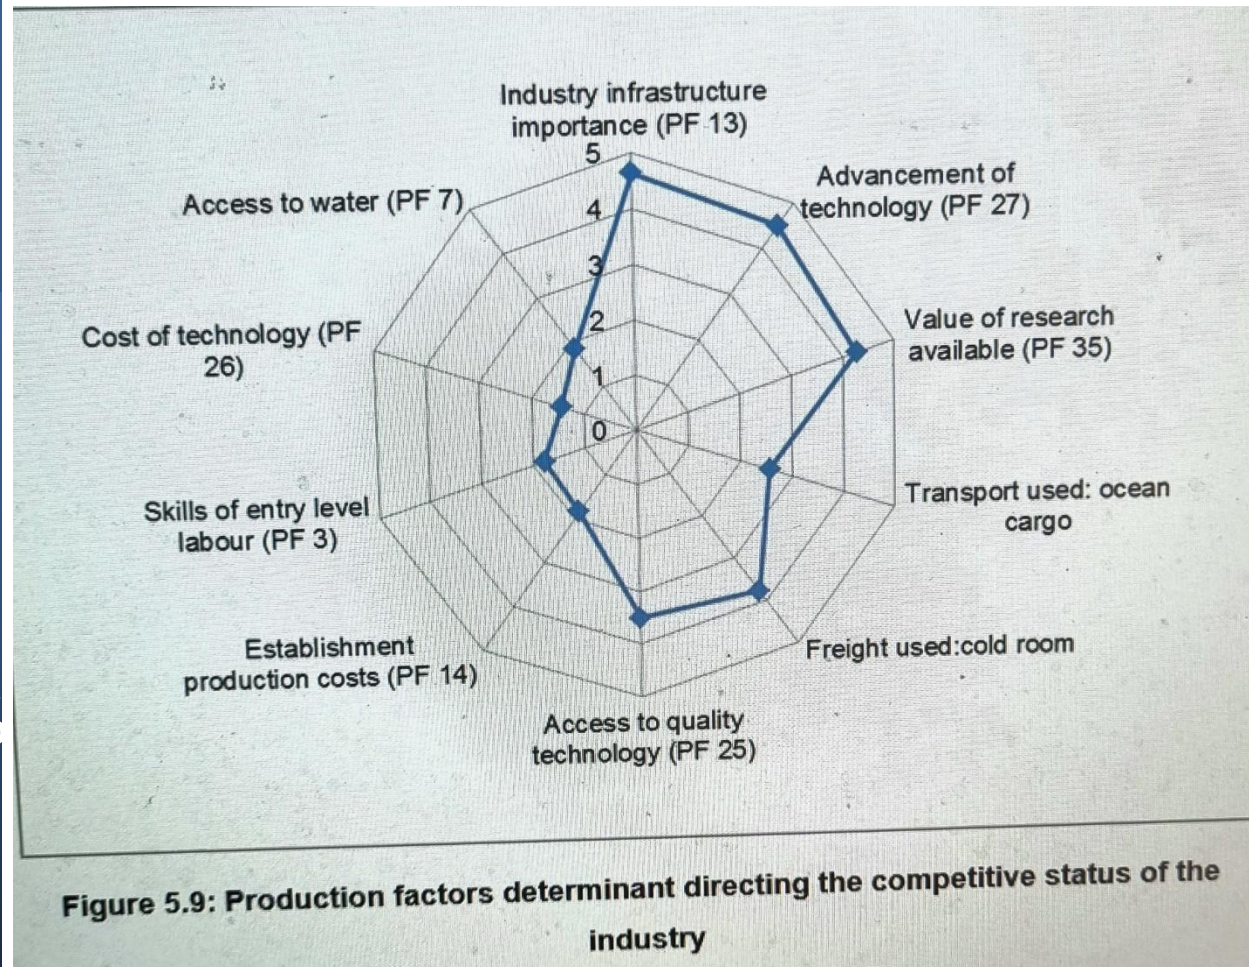 Industry infrastructure
importance (PF 13)
5
Advancement of
technology (PF 27)
Access to water (PF 7)
4
3
Value of research
available (PF 35)
Cost of technology (PF
26)
2
1
0
Transport used: ocean
cargo
Skills of entry level
labour (PF 3)
Freight used:cold room
Establishment
production costs (PF 14)
Access to quality
technology (PF 25)
Figure 5.9: Production factors determinant directing the competitive status of the
industry